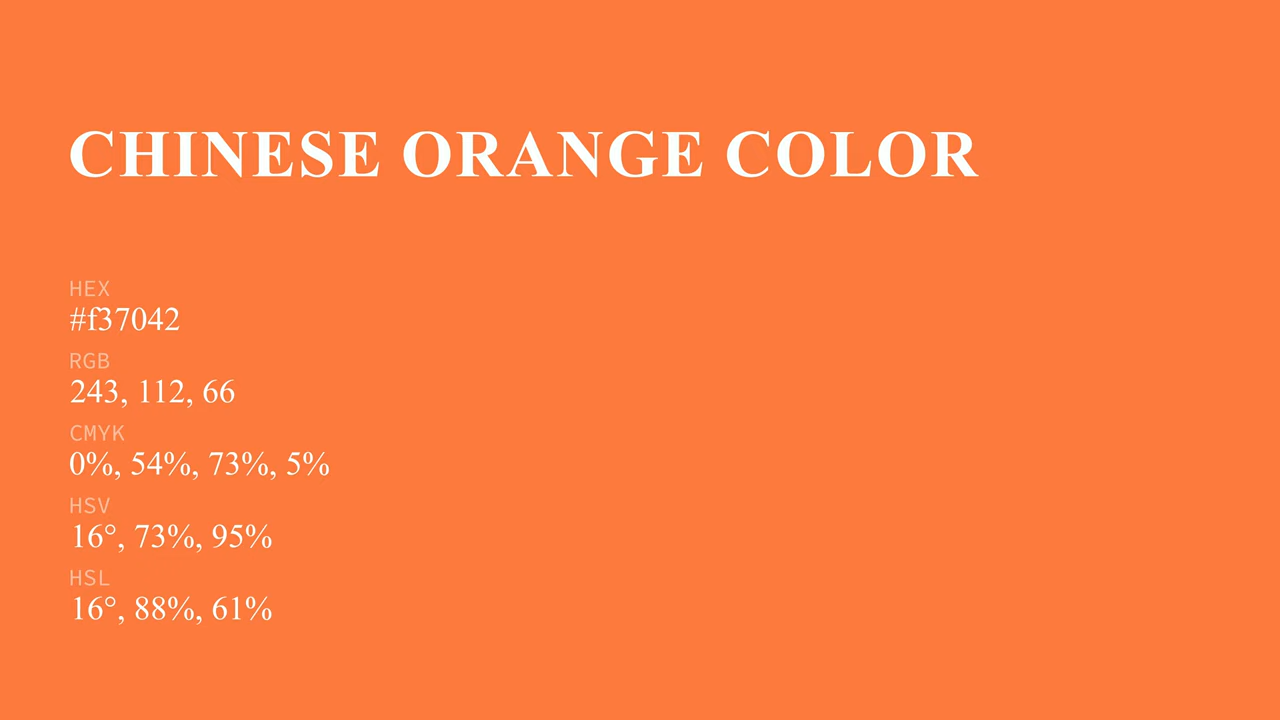 CHINESE ORANGE COLOR
HEX
#f37042
RGB
243, 112, 66
CMYK
0%, 54%, 73%, 5%
HSV
16°, 73%, 95%
HSL
16°, 88%, 61%